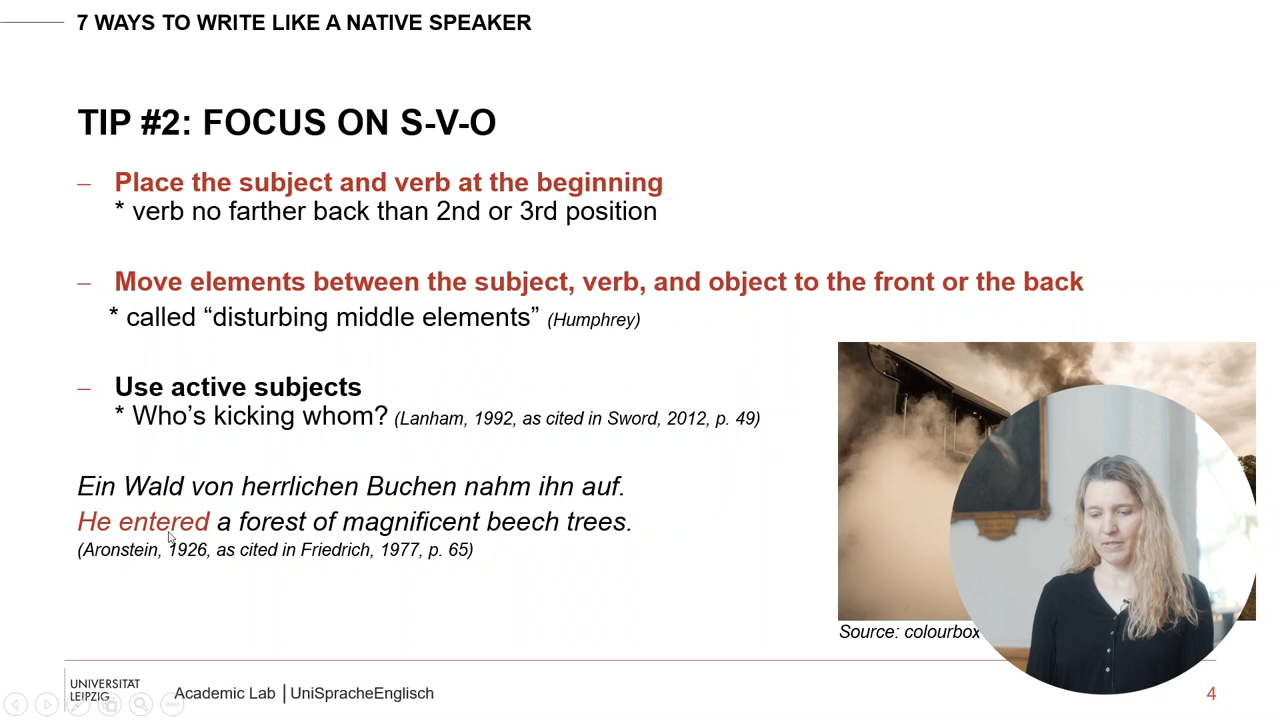 7 WAYS TO WRITE LIKE A NATIVE SPEAKER
TIP #2: FOCUS ON S-V-O
– Place the subject and verb at the beginning
* verb no farther back than 2nd or 3rd position
– Move elements between the subject, verb, and object to the front or the back
* called “disturbing middle elements” (Humphrey)
– Use active subjects
* Who’s kicking whom? (Lanham, 1992, as cited in Sword, 2012, p. 49)
Ein Wald von herrlichen Buchen nahm ihn auf.
He entered a forest of magnificent beech trees.
(Aronstein, 1926, as cited in Friedrich, 1977, p. 65)
Source: colourbox
UNIVERSITÄT
LEIPZIG
Academic Lab | UniSpracheEnglisch
4